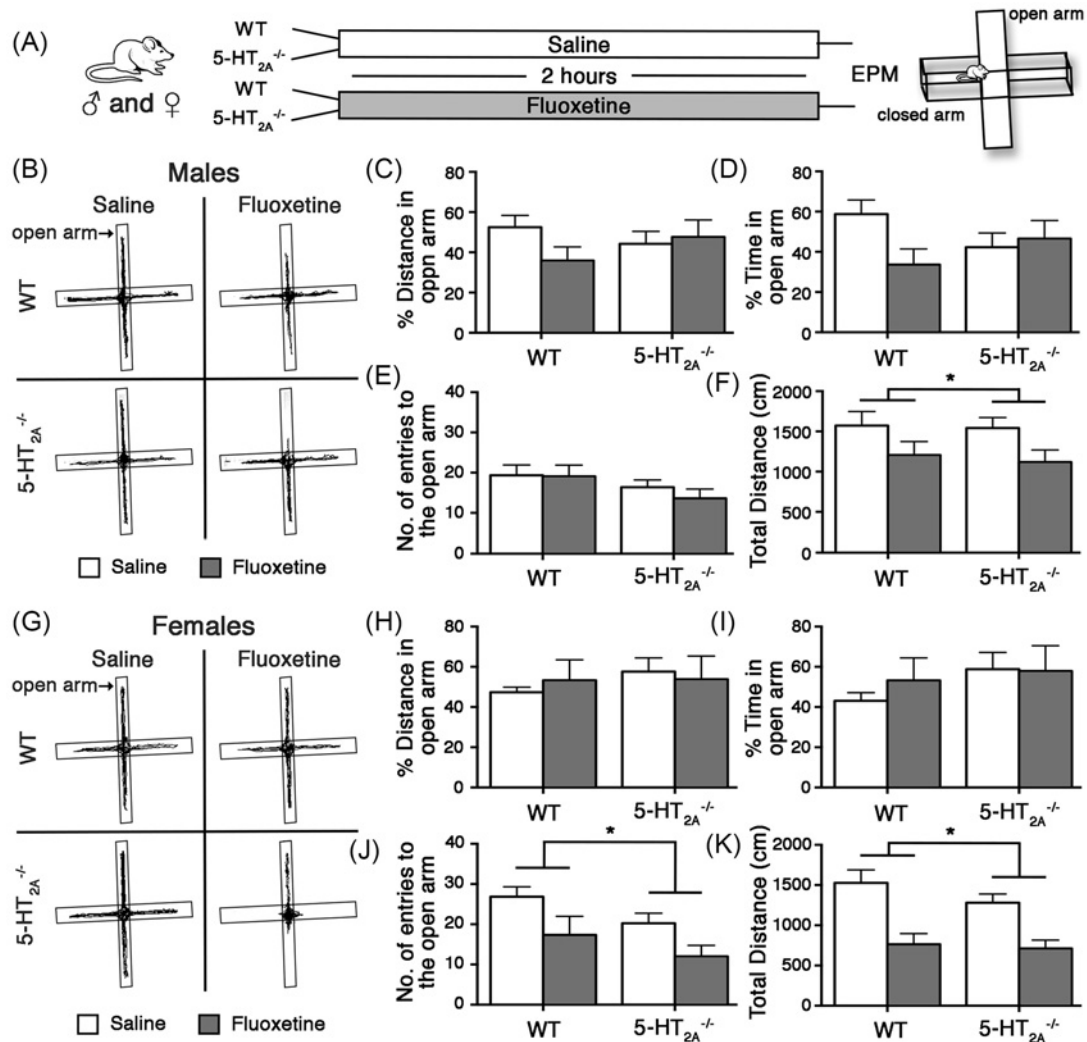 (A)
WT
5-HT2A-/-
Saline
2 hours
WT
5-HT2A-/-
Fluoxetine
♂ and ♀
EPM
open arm
closed arm
(B)
Males
Saline
Fluoxetine
open arm→
WT
5-HT2A-/-
Saline
Fluoxetine
(C)
% Distance in
oppn arm
80
60
40
20
0
WT
5-HT2A-/-
(D)
% Time in
open arm
80
60
40
20
0
WT
5-HT2A-/-
(E)
No. of entries to
the open arm
40
30
20
10
0
WT
5-HT2A-/-
(F)
Total Distance (cm)
2000
1500
1000
500
0
*
WT
5-HT2A-/-
(G)
Females
Saline
Fluoxetine
open arm→
WT
5-HT2A-/-
Saline
Fluoxetine
(H)
% Distance in
open arm
80
60
40
20
0
WT
5-HT2A-/-
(I)
% Time in
open arm
80
60
40
20
0
WT
5-HT2A-/-
(J)
No. of entries to
the open arm
40
30
20
10
0
*
WT
5-HT2A-/-
(K)
Total Distance (cm)
2000
1500
1000
500
0
*
WT
5-HT2A-/-